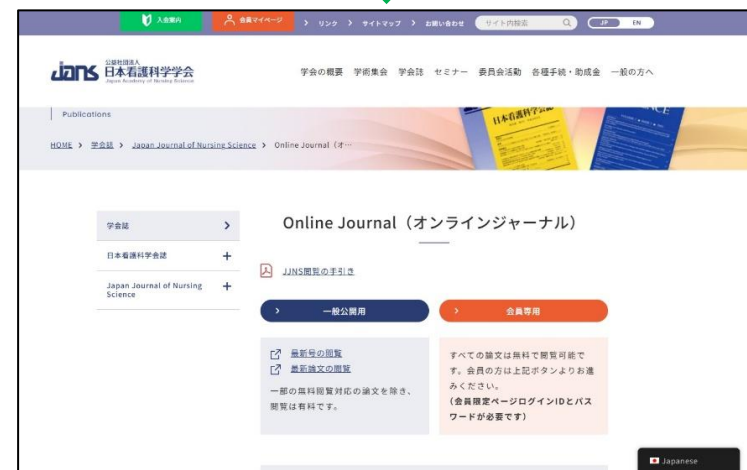 入会案内
会員マイページ
リンク
サイトマップ
お問い合わせ
サイト内検索
JP EN
jans 公益社団法人
日本看護科学学会
Japan Academy of Nursing Science
学会の概要 学術集会 学会誌 セミナー 委員会活動 各種手続・助成金 一般の方へ
Publications
日本看護科学
HOME > 学会誌 > Japan Journal of Nursing Science > Online Journal（オ…
学会誌
日本看護科学会誌
Japan Journal of Nursing
Science
Online Journal（オンラインジャーナル）
JJNS閲覧の手引き
一般公開用
最新号の閲覧
最新論文の閲覧
一部の無料閲覧対応の論文を除き、
閲覧は有料です。
会員専用
すべての論文は無料で閲覧可能で
す。会員の方は上記ボタンよりお進
みください。
(会員限定ページログインIDとパス
ワードが必要です)
Japanese